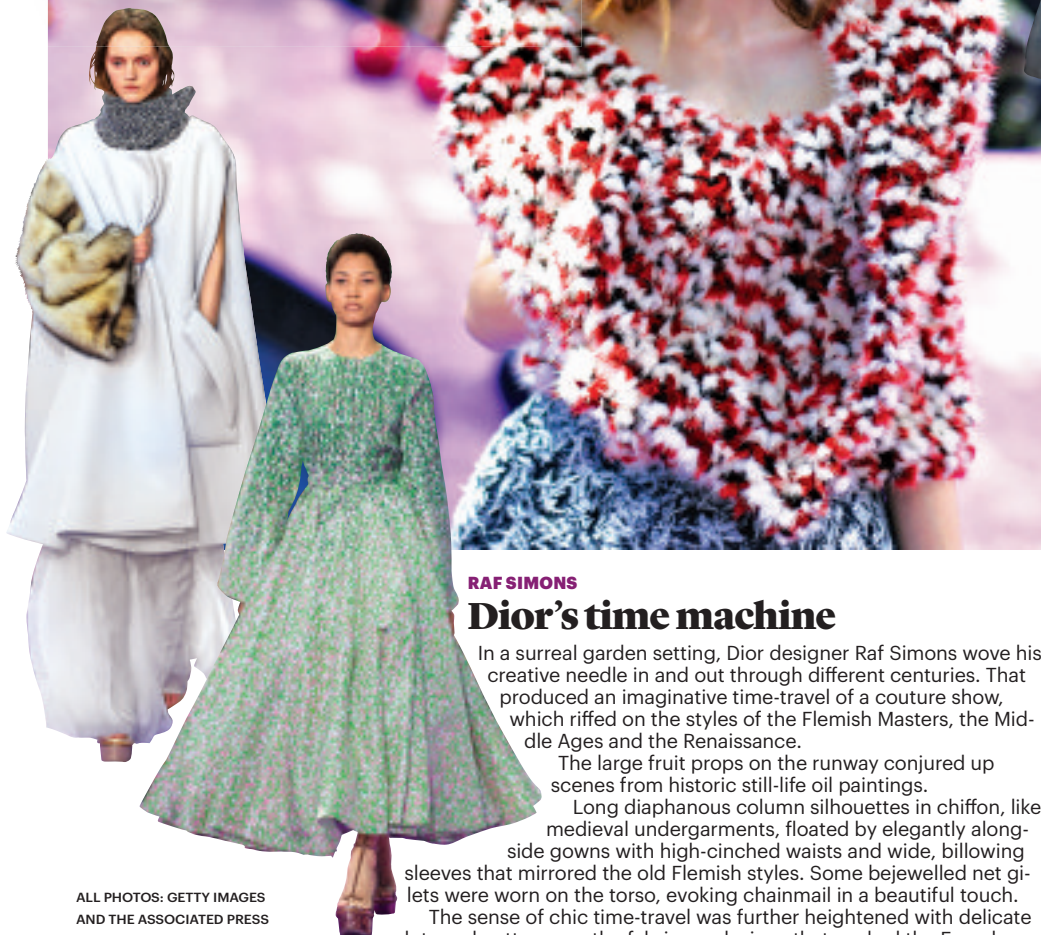 RAF SIMONS
Dior's time machine
In a surreal garden setting, Dior designer Raf Simons wove his
creative needle in and out through different centuries. That
produced an imaginative time-travel of a couture show,
which riffed on the styles of the Flemish Masters, the Mid-
dle Ages and the Renaissance.
The large fruit props on the runway conjured up
scenes from historic still-life oil paintings.
Long diaphanous column silhouettes in chiffon, like
medieval undergarments, floated by elegantly along-
side gowns with high-cinched waists and wide, billowing
sleeves that mirrored the old Flemish styles. Some bejewelled net gi-
lets were worn on the torso, evoking chainmail in a beautiful touch.
The sense of chic time-travel was further heightened with delicate
ALL PHOTOS: GETTY IMAGES
AND THE ASSOCIATED PRESS